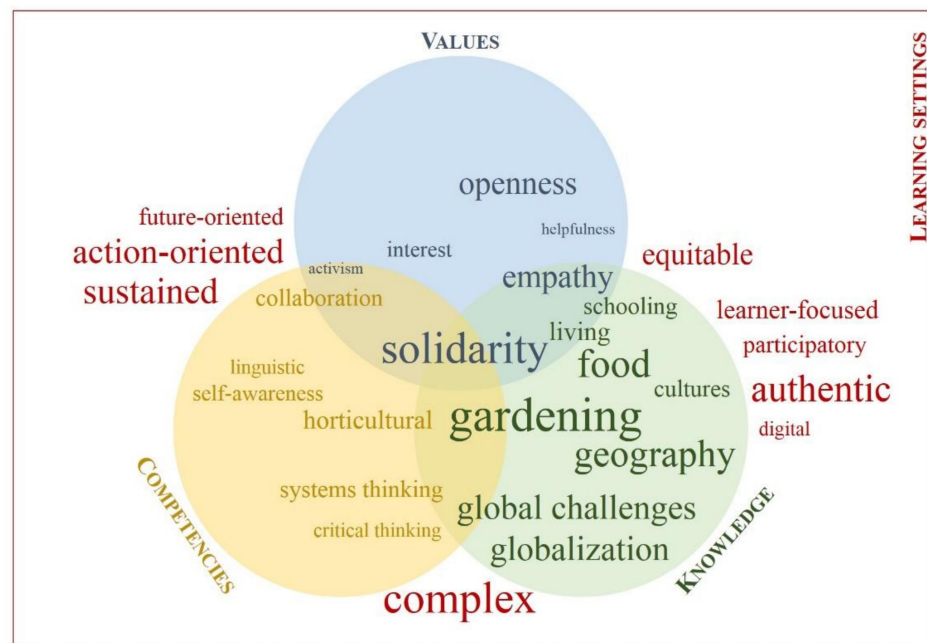 VALUES
LEARNING SETTINGS
openness
future-oriented
helpfulness
action-oriented
interest
equitable
activism
empathy
sustained
collaboration
schooling
learner-focused
living
solidarity
participatory
food
linguistic
self-awareness
cultures
authentic
horticultural
gardening
digital
geography
COMPETENCIES
systems thinking
global challenges
KNOWLEDGE
critical thinking
globalization
complex